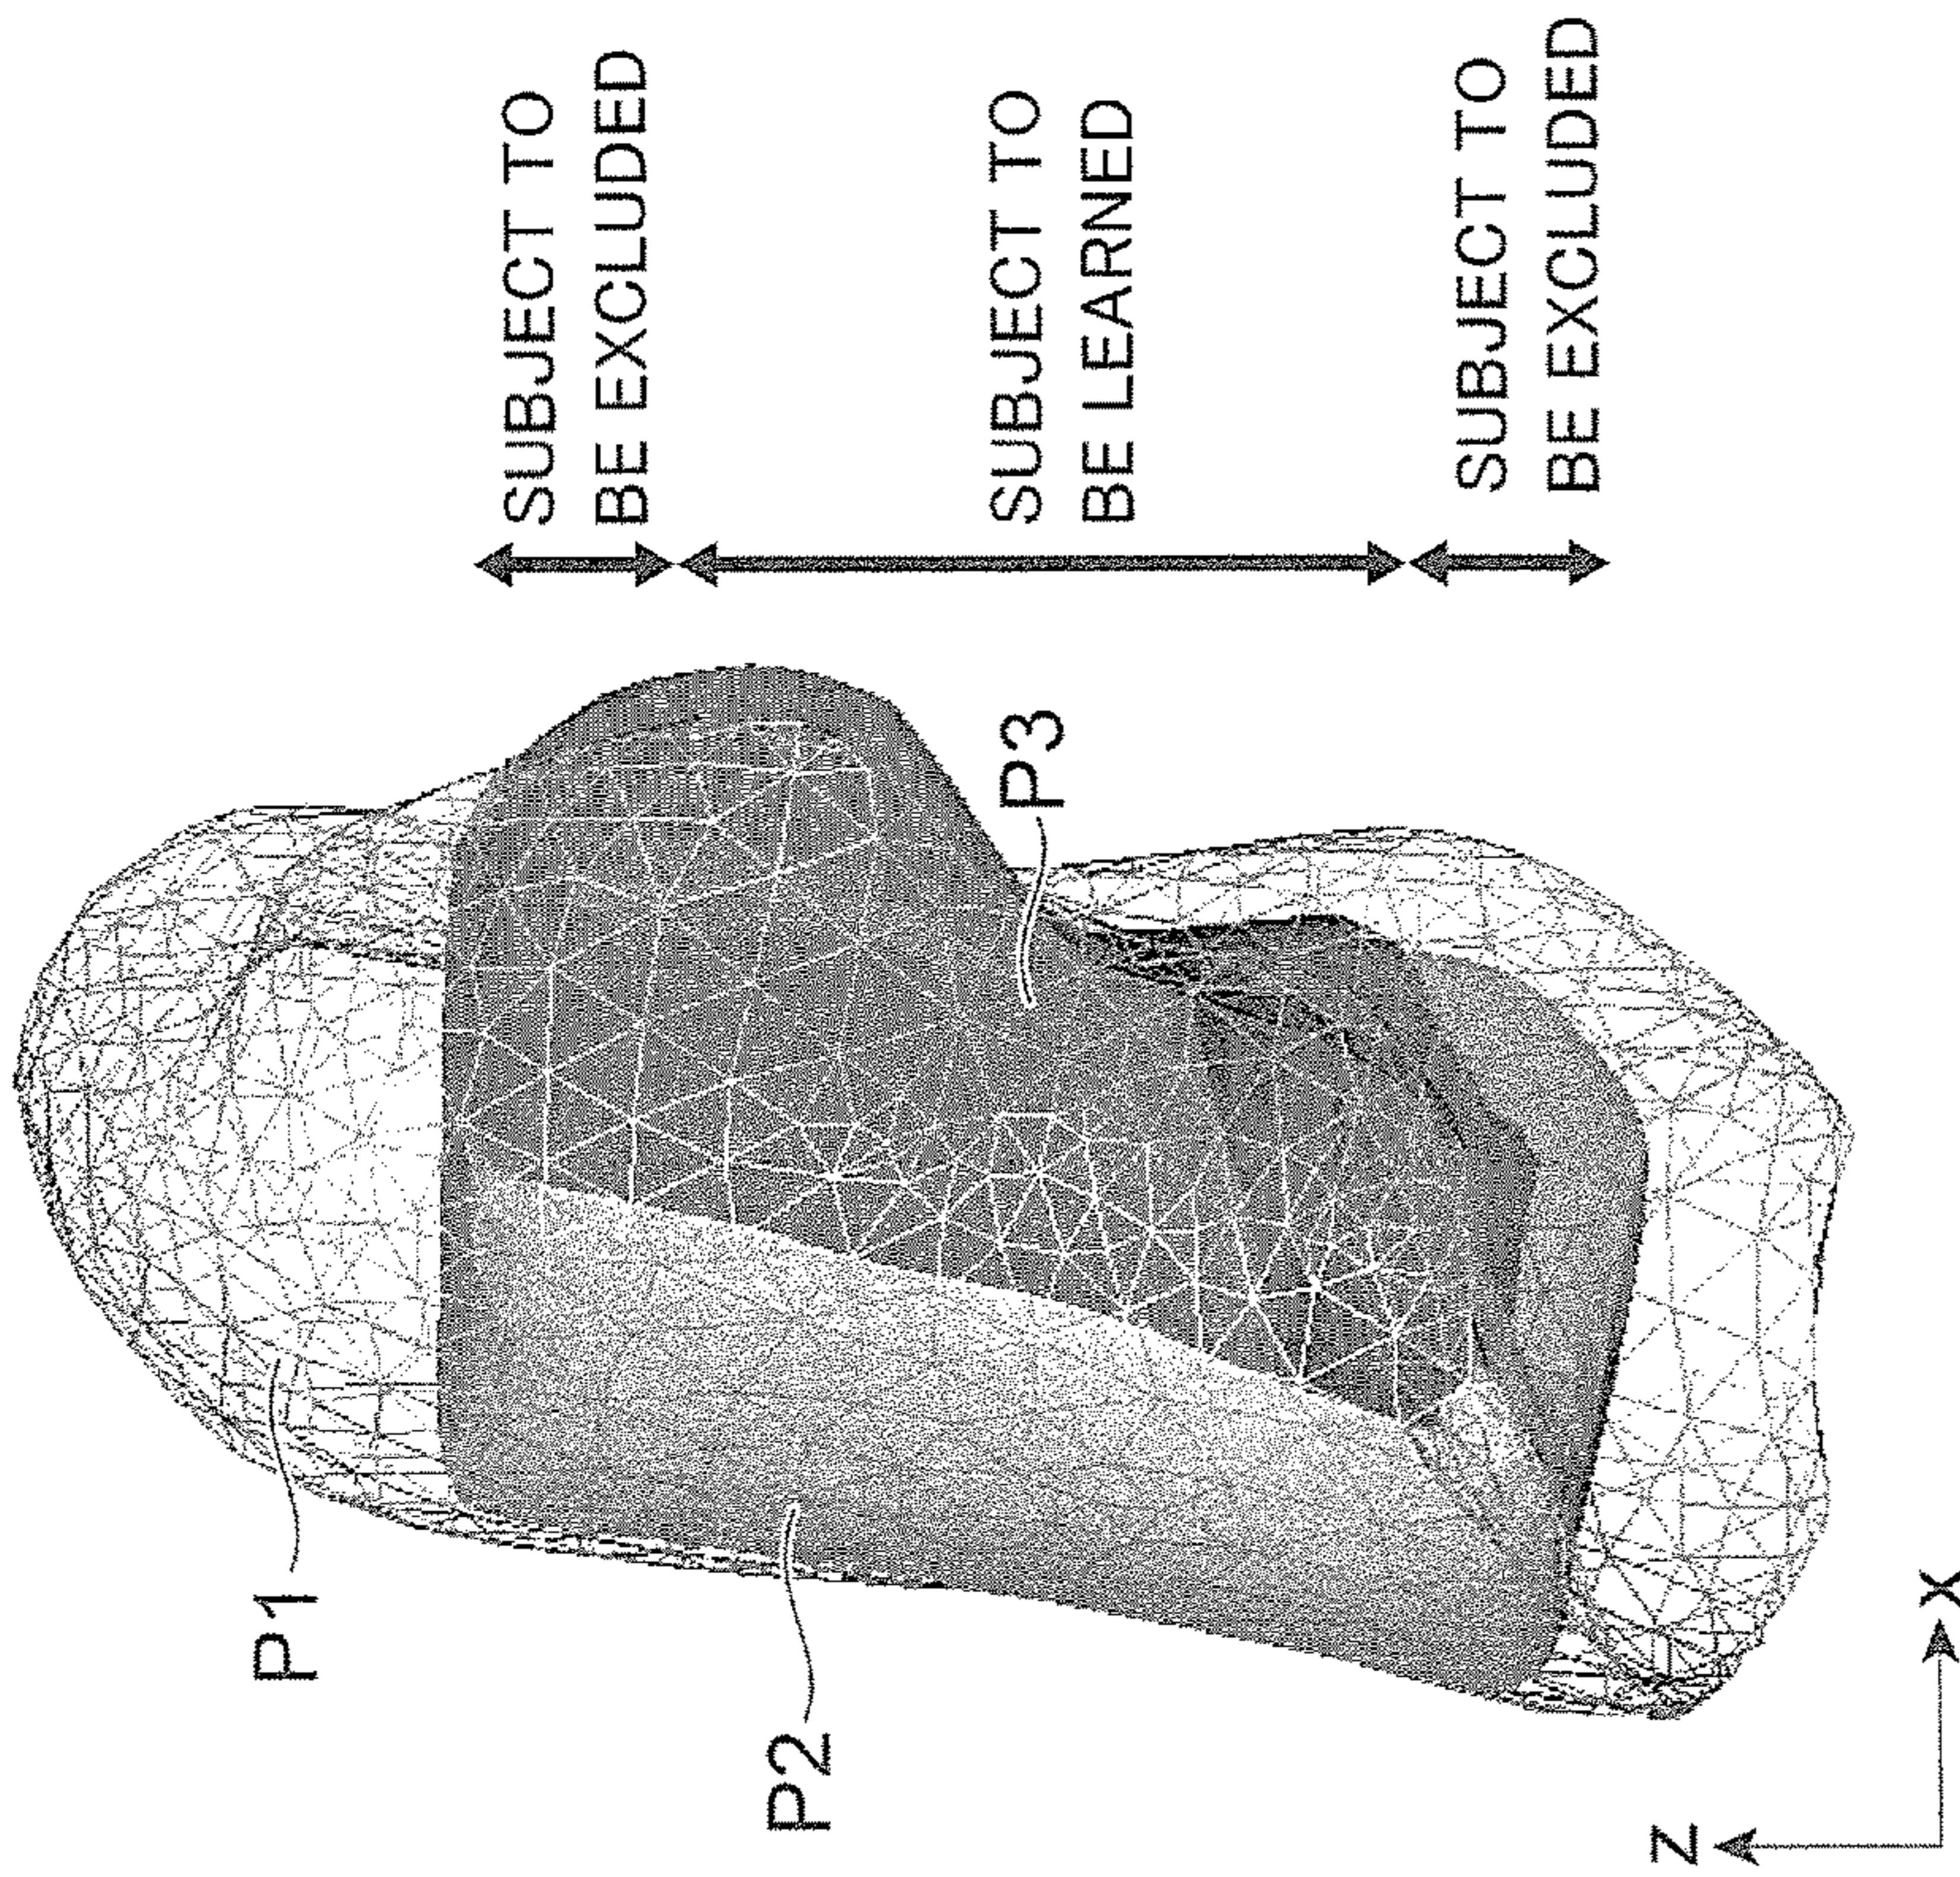 SUBJECT TO
BE EXCLUDED
SUBJECT TO
BE LEARNED
SUBJECT TO
BE EXCLUDED
P1
P2
P3
Z
X